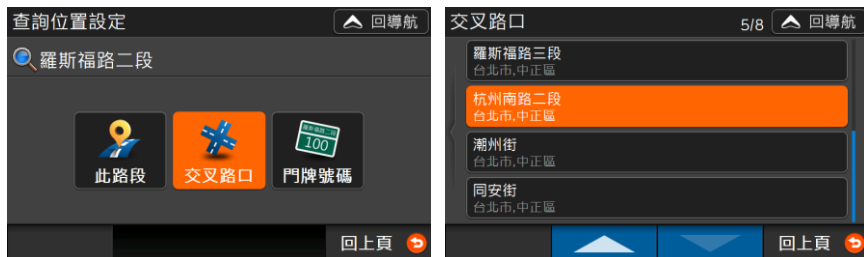 查詢位置設定
回導航
羅斯福路二段
此路段
交叉路口
100
門牌號碼
回上頁
交叉路口
5/8
回導航
羅斯福路三段
台北市,中正區
杭州南路二段
台北市,中正區
潮州街
台北市,中正區
同安街
台北市,中正區
回上頁